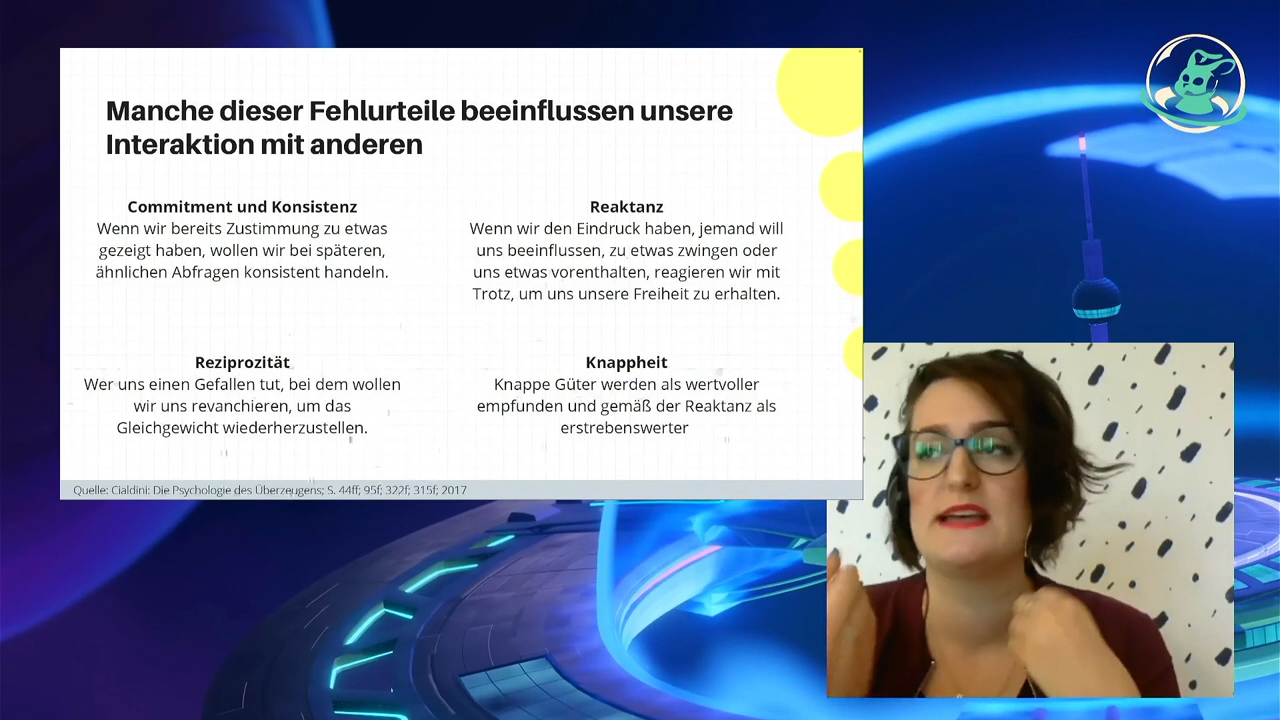 Manche dieser Fehlurteile beeinflussen unsere
Interaktion mit anderen
Commitment und Konsistenz
Wenn wir bereits Zustimmung zu etwas
gezeigt haben, wollen wir bei späteren,
ähnlichen Abfragen konsistent handeln.
Reaktanz
Wenn wir den Eindruck haben, jemand will
uns beeinflussen, zu etwas zwingen oder
uns etwas vorenthalten, reagieren wir mit
Trotz, um uns unsere Freiheit zu erhalten.
Reziprozität
Wer uns einen Gefallen tut, bei dem wollen
wir uns revanchieren, um das
Gleichgewicht wiederherzustellen.
Knappheit
Knappe Güter werden als wertvoller
empfunden und gemäß der Reaktanz als
erstrebenswerter
Quelle: Cialdini: Die Psychologie des Überzeugens; S. 44ff; 95f; 322f; 315f; 2017